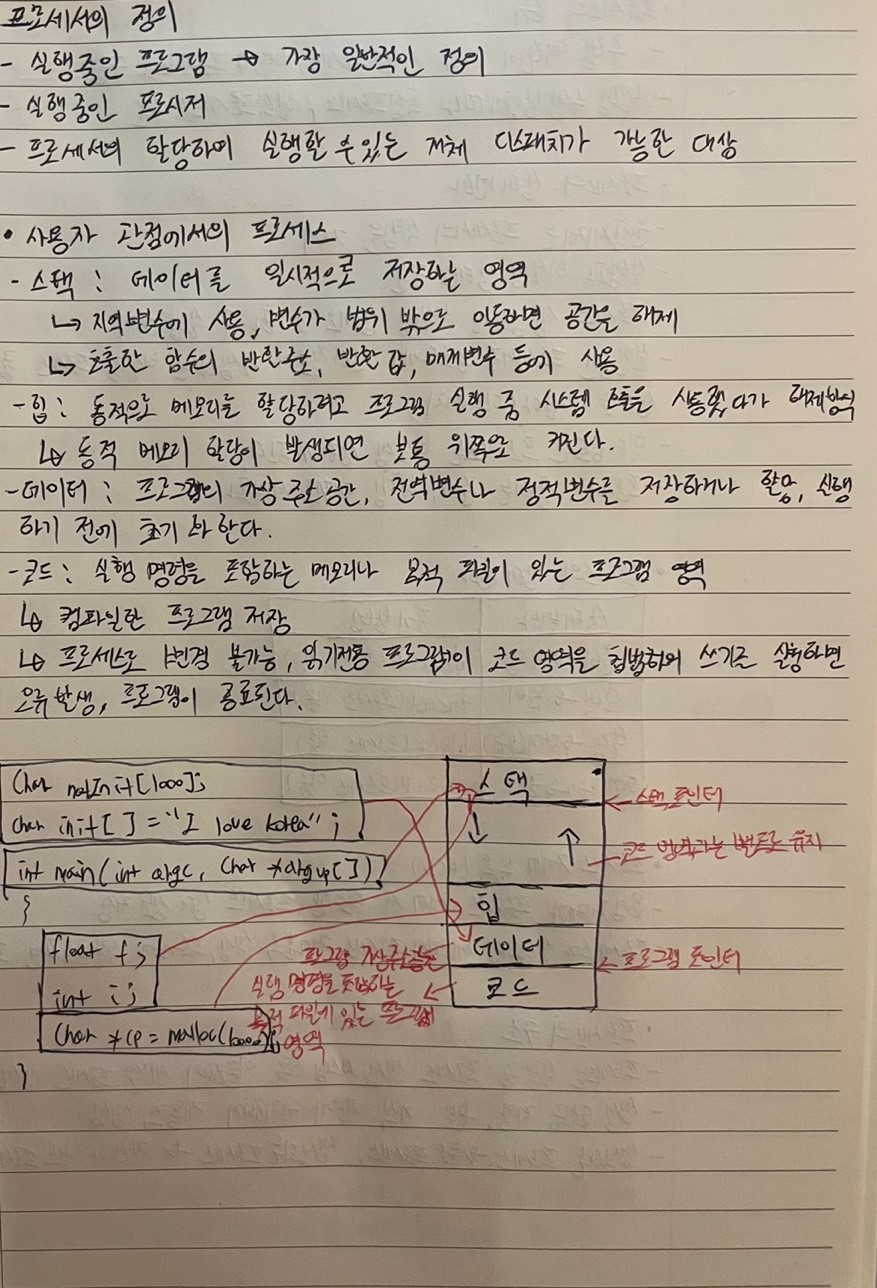 프로세서의 정의
- 실행중인 프로그램 → 가장 일반적인 정의
- 실행중인 프로시저
- 프로세서에 할당하여 실행할 수 있는 개체 디스패치가 가능한 대상
• 사용자 관점에서의 프로세스
- 스택 : 데이터를 일시적으로 저장하는 영역
↳ 지역변수에 사용, 변수가 범위 밖으로 이동하면 공간을 해제
↳ 호출한 함수의 반환주소, 반환값, 매개변수 등에 사용
- 힙 : 동적으로 메모리를 할당하려고 프로그램 실행 중 시스템 호출을 사용했다가 해제방식
↳ 동적 메모리 할당이 발생되면 보통 위쪽으로 커진다.
- 데이터 : 프로그램의 가상 주소 공간, 전역변수나 정적변수를 저장하거나 할당, 실행
하기 전에 초기화한다.
- 코드 : 실행 명령을 포함하는 메모리나 목적 파일에 있는 프로그램 영역
↳ 컴파일한 프로그램 저장
↳ 프로세스로 변경 불가능, 읽기전용 프로그램이 코드 영역을 쓰기를 실행하면
오류발생, 프로그램이 종료된다.
Char notInit[1000];
char init[ ] = "I love korea" ;
int main( int argc, Char *argv[ ])
{
float f;
int i;
Char *cp = malloc(1000);
}
스택
↓ ↑
힙
데이터
코드
← 스택 포인터
코드 영역과는 별도로 유지
← 프로그램 포인터
프로그램 가상주소공간은
실행 명령을 포함하는
목적 파일에 있는 프로그램
영역